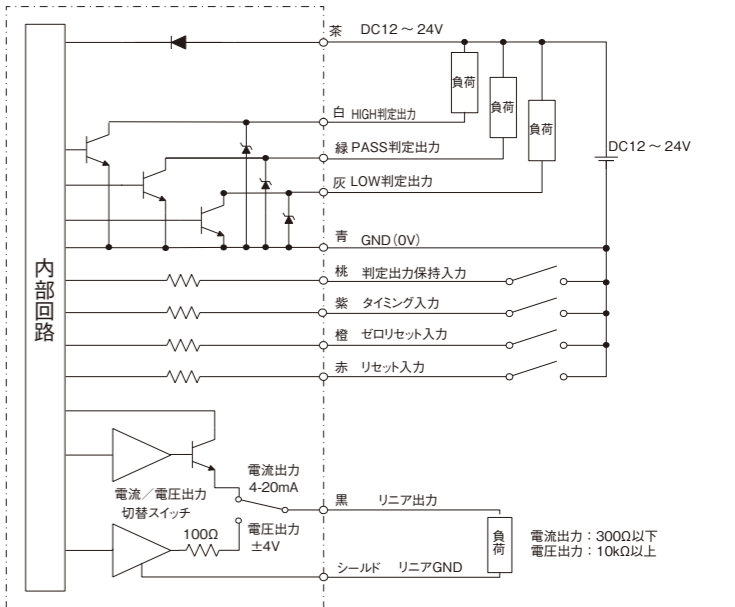 茶 DC12～24V
負荷
負荷
負荷
白 HIGH判定出力
緑 PASS判定出力
DC12～24V
灰 LOW判定出力
青 GND(0V)
内部回路
桃 判定出力保持入力
紫 タイミング入力
橙 ゼロリセット入力
赤 リセット入力
電流出力
4-20mA
電流／電圧出力
切替スイッチ
黒 リニア出力
100Ω
電圧出力
±4V
負荷
電流出力：300Ω以下
電圧出力：10kΩ以上
シールド リニアGND